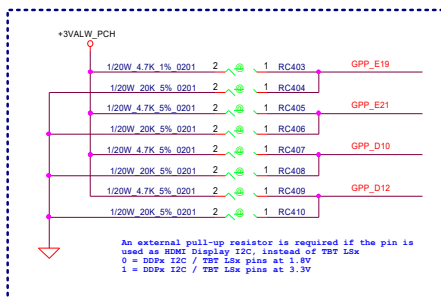 +3VALW_PCH
1/20W_4.7K_1%_0201 2 @ 1 RC403 GPP_E19
1/20W_20K_5%_0201 2 @ 1 RC404
1/20W_4.7K_5%_0201 2 @ 1 RC405 GPP_E21
1/20W_20K_5%_0201 2 @ 1 RC406
1/20W_4.7K_5%_0201 2 @ 1 RC407 GPP_D10
1/20W_20K_5%_0201 2 @ 1 RC408
1/20W_4.7K_5%_0201 2 @ 1 RC409 GPP_D12
1/20W_20K_5%_0201 2 @ 1 RC410
An external pull-up resistor is required if the pin is
used as HDMI Display I2C, instead of TBT LSx
0 = DDPx I2C / TBT LSx pins at 1.8V
1 = DDPx I2C / TBT LSx pins at 3.3V